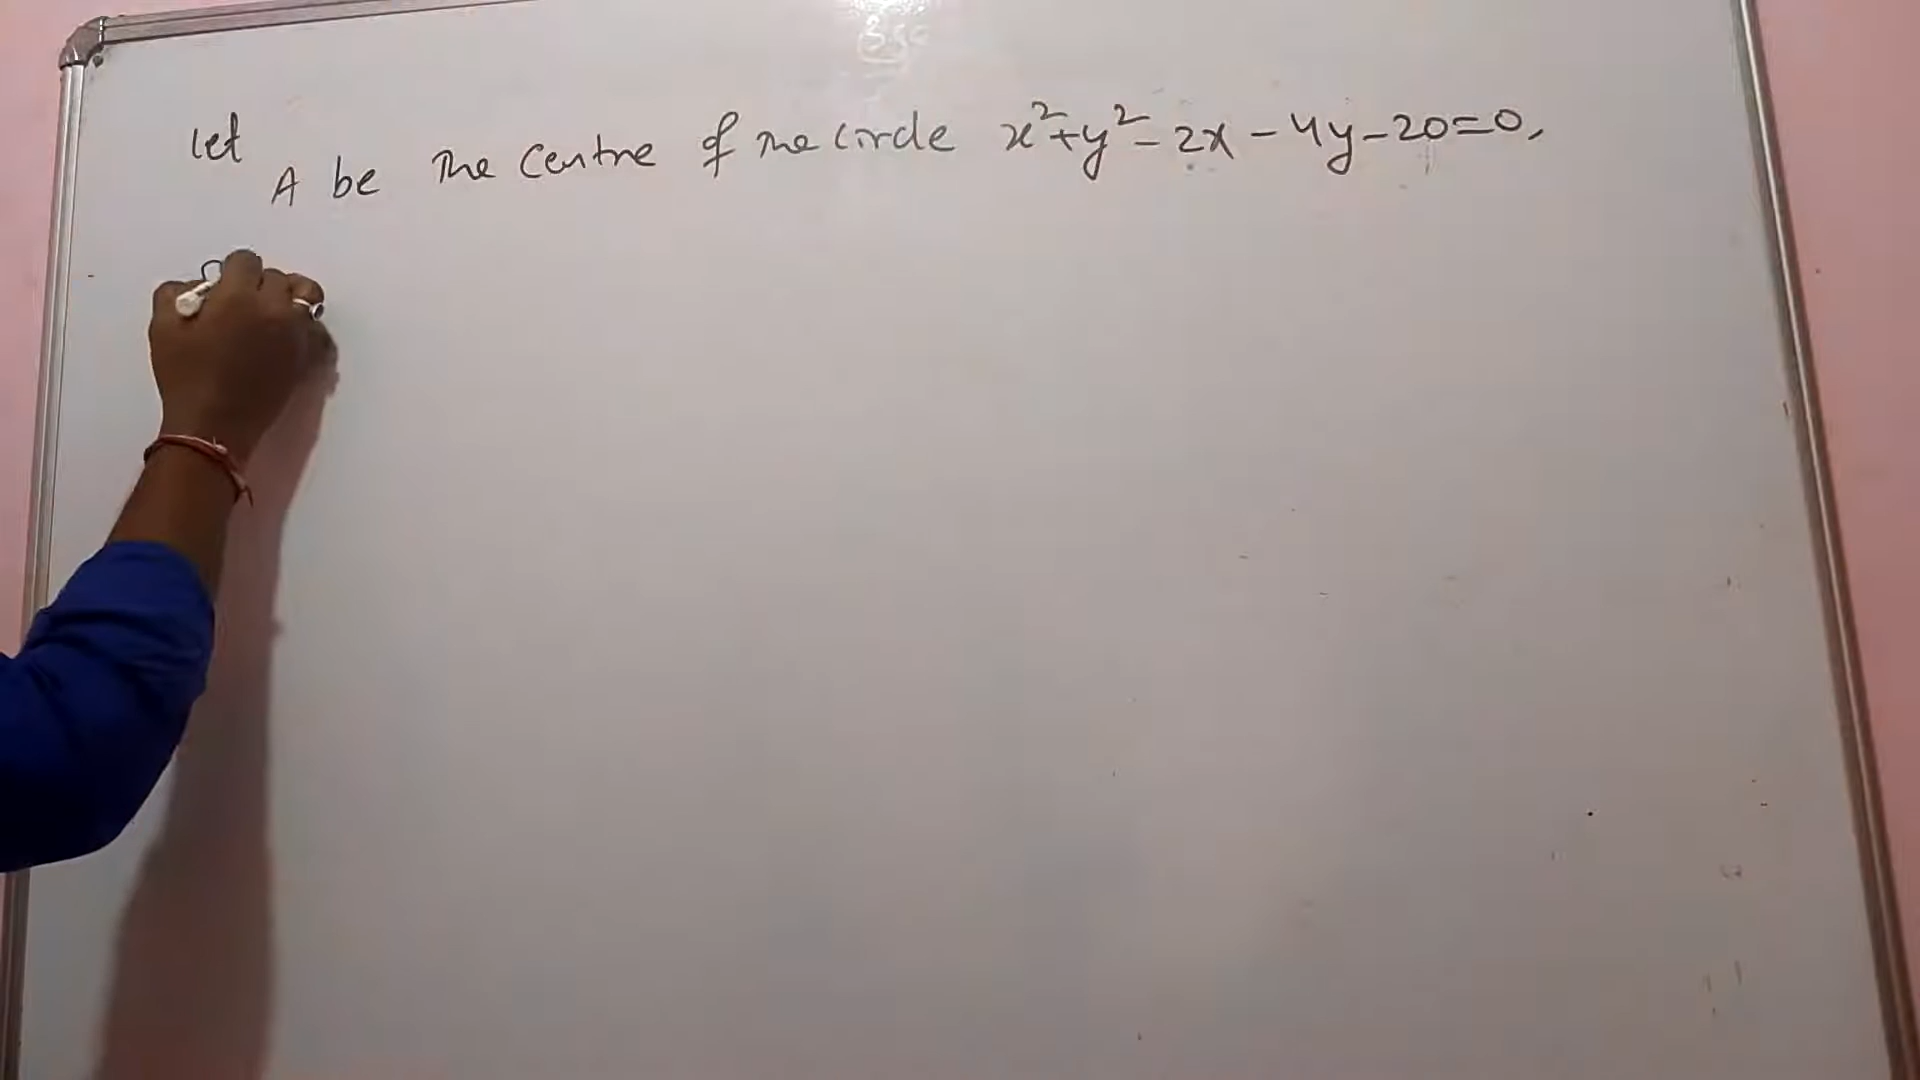 Let A be the Centre of the circle x²+y²-2x-4y-20=0,